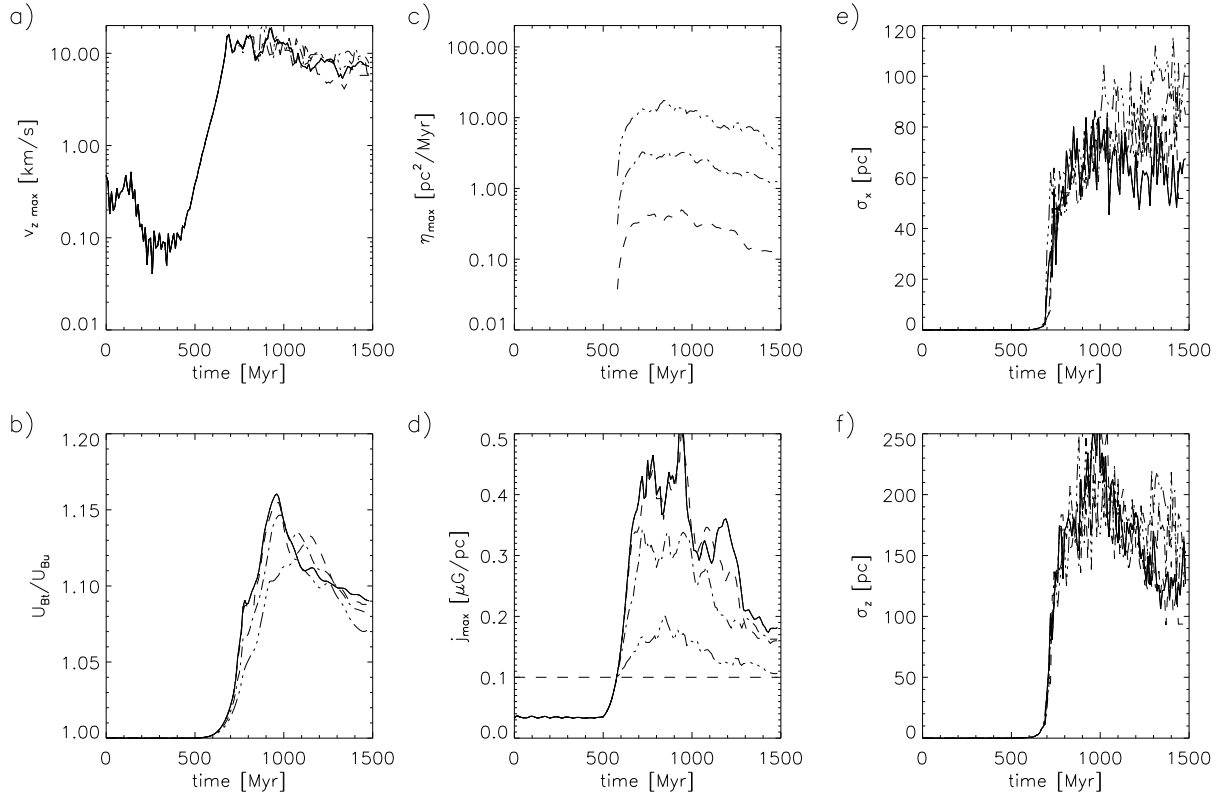 a)
10.00
1.00
0.10
0.01
v_z max [km/s]
0 500 1000 1500
time [Myr]
c)
100.00
10.00
1.00
0.10
0.01
η_max [pc²/Myr]
0 500 1000 1500
time [Myr]
e)
120
100
80
60
40
20
0
σ_x [pc]
0 500 1000 1500
time [Myr]
b)
1.20
1.15
1.10
1.05
1.00
U_Bt/U_Bu
0 500 1000 1500
time [Myr]
d)
0.5
0.4
0.3
0.2
0.1
0.0
j_max [μG/pc]
0 500 1000 1500
time [Myr]
f)
250
200
150
100
50
0
σ_z [pc]
0 500 1000 1500
time [Myr]